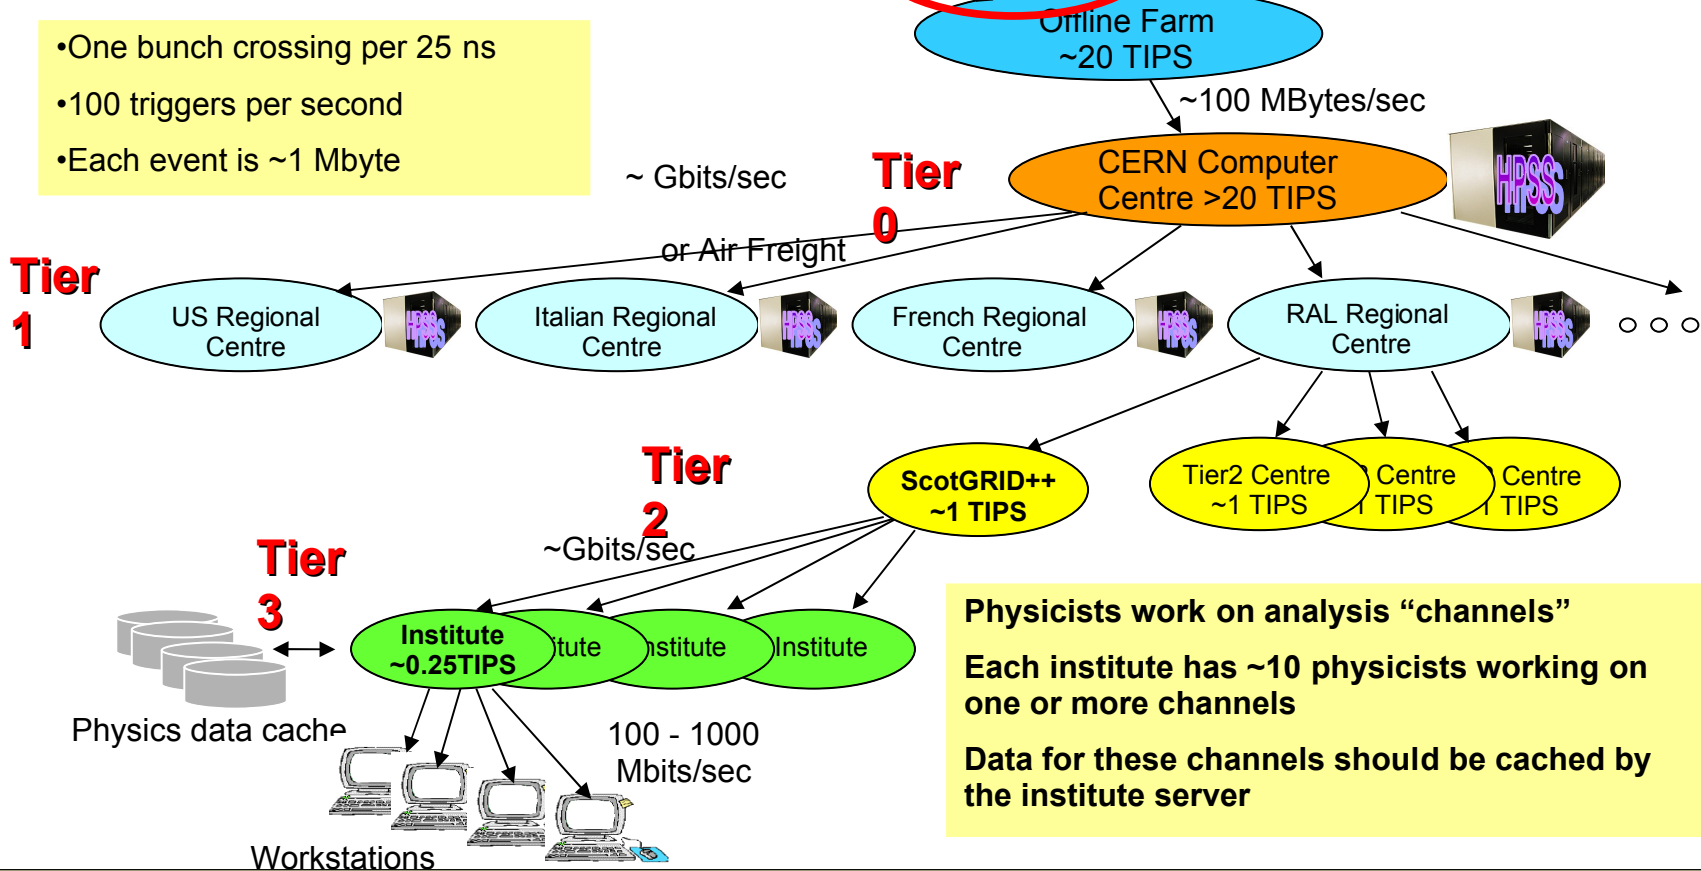 •One bunch crossing per 25 ns
•100 triggers per second
•Each event is ~1 Mbyte
Offline Farm
~20 TIPS
~100 MBytes/sec
~ Gbits/sec
or Air Freight
Tier
0
CERN Computer
Centre >20 TIPS
HPSS
Tier
1
US Regional
Centre
HPSS
Italian Regional
Centre
HPSS
French Regional
Centre
HPSS
RAL Regional
Centre
HPSS
Tier
2
ScotGRID++
~1 TIPS
Tier2 Centre
~1 TIPS
Centre
TIPS
Centre
TIPS
~Gbits/sec
Tier
3
Institute
~0.25TIPS
Institute
Physics data cache
100 - 1000
Mbits/sec
Workstations
Physicists work on analysis “channels”
Each institute has ~10 physicists working on
one or more channels
Data for these channels should be cached by
the institute server